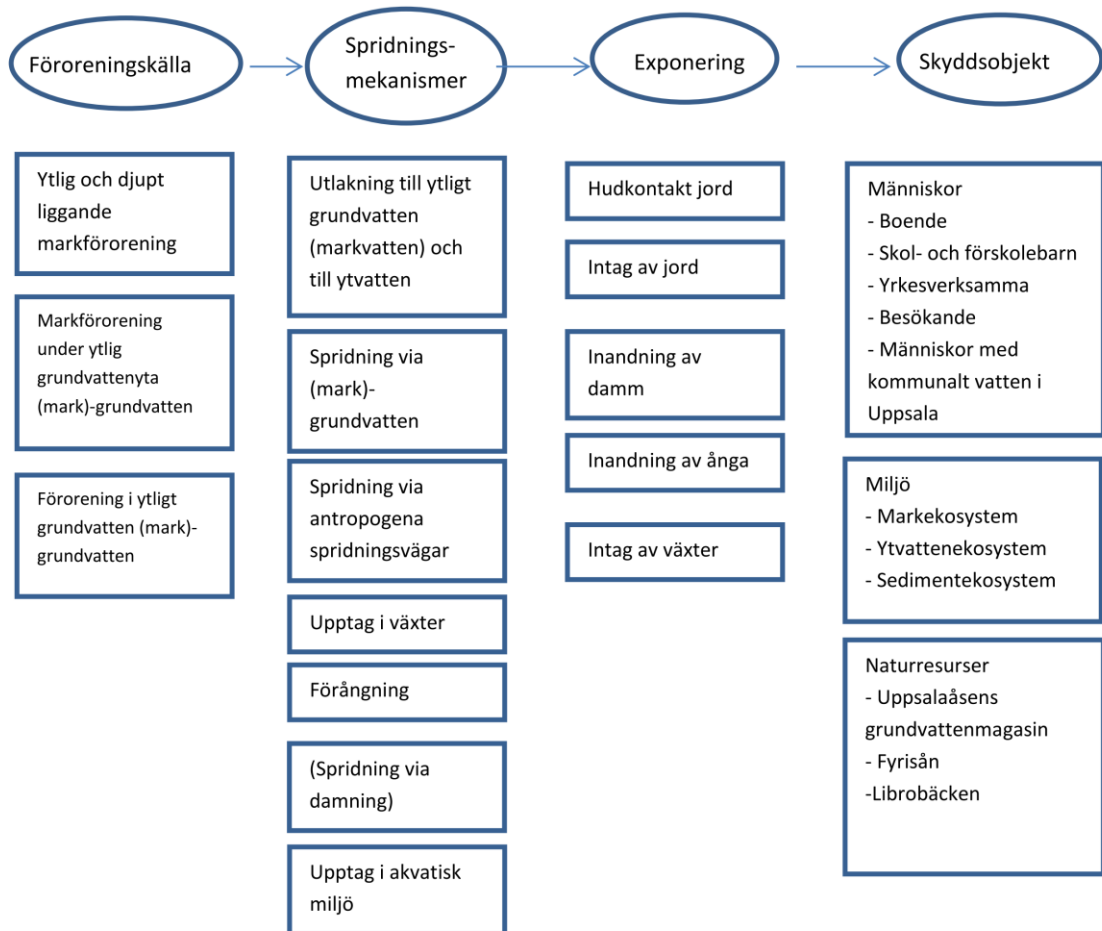 Föroreningskälla
Spridnings-
mekanismer
Exponering
Skyddsobjekt
Ytlig och djupt
liggande
markförorening
Markförorening
under ytlig
grundvattenyta
(mark)-grundvatten
Förorening i ytligt
grundvatten (mark)-
grundvatten
Utlakning till ytligt
grundvatten
(markvatten) och
till ytvatten
Spridning via
(mark)-
grundvatten
Spridning via
antropogena
spridningsvägar
Upptag i växter
Förångning
(Spridning via
damning)
Upptag i akvatisk
miljö
Hudkontakt jord
Intag av jord
Inandning av
damm
Inandning av ånga
Intag av växter
Människor
- Boende
- Skol- och förskolebarn
- Yrkesverksamma
- Besökande
- Människor med
kommunalt vatten i
Uppsala
Miljö
- Markekosystem
- Ytvattenekosystem
- Sedimentekosystem
Naturresurser
- Uppsalaåsens
grundvattenmagasin
- Fyrisån
-Librobäcken